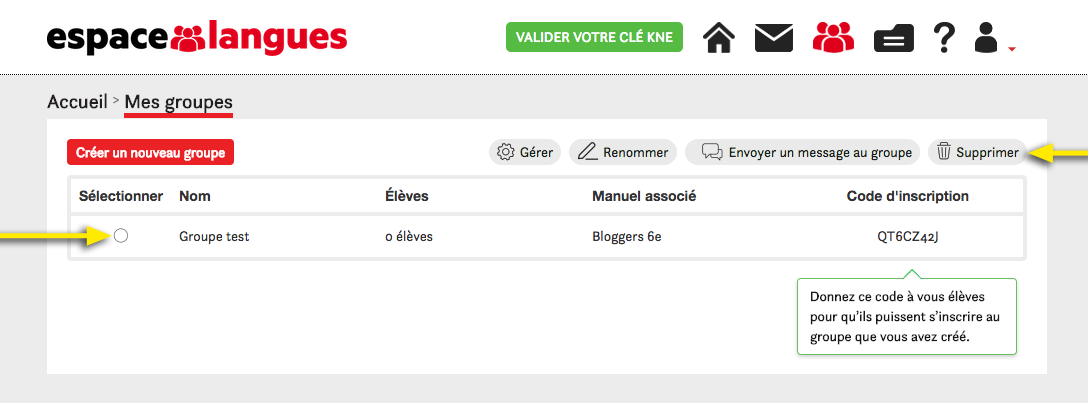 espace langues
VALIDER VOTRE CLÉ KNE
?
Accueil > Mes groupes
Créer un nouveau groupe
Gérer
Renommer
Envoyer un message au groupe
Supprimer
Sélectionner Nom Élèves Manuel associé Code d'inscription
Groupe test 0 élèves Bloggers 6e QT6CZ42J
Donnez ce code à vous élèves
pour qu'ils puissent s'inscrire au
groupe que vous avez créé.